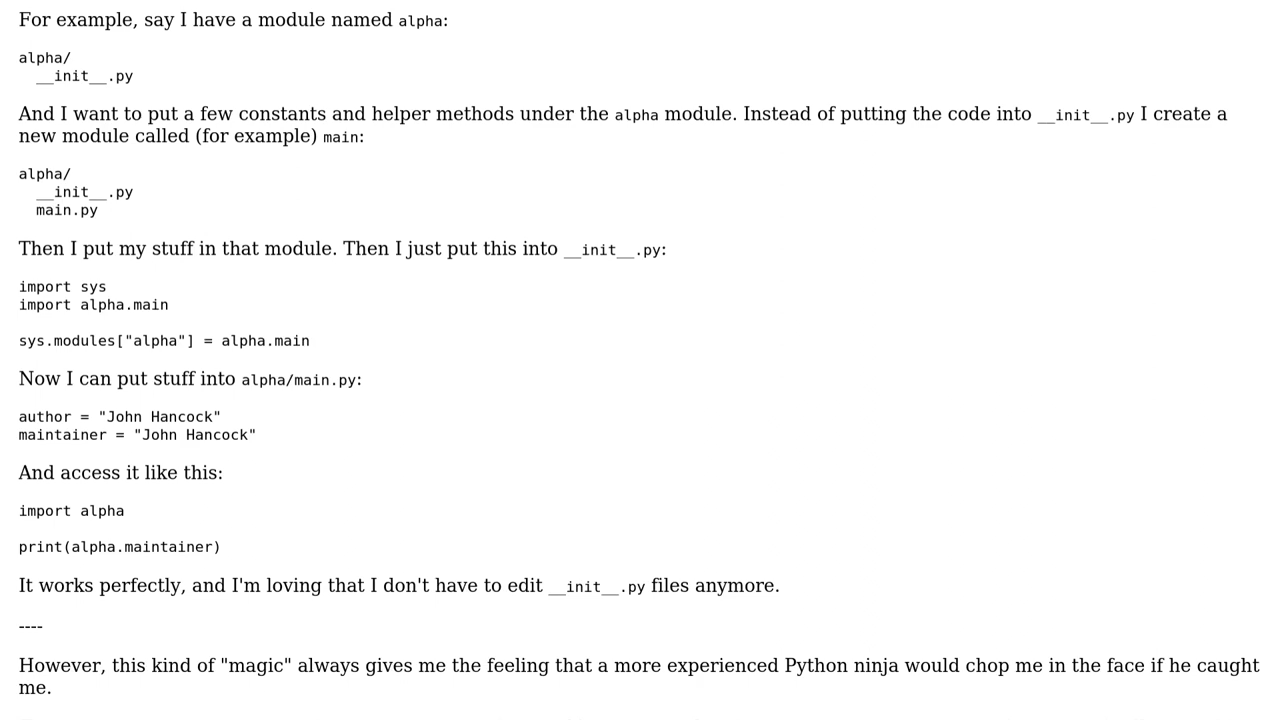 For example, say I have a module named alpha:
alpha/
  __init__.py
And I want to put a few constants and helper methods under the alpha module. Instead of putting the code into __init__.py I create a
new module called (for example) main:
alpha/
  __init__.py
  main.py
Then I put my stuff in that module. Then I just put this into __init__.py:
import sys
import alpha.main
sys.modules["alpha"] = alpha.main
Now I can put stuff into alpha/main.py:
author = "John Hancock"
maintainer = "John Hancock"
And access it like this:
import alpha
print(alpha.maintainer)
It works perfectly, and I'm loving that I don't have to edit __init__.py files anymore.
----
However, this kind of "magic" always gives me the feeling that a more experienced Python ninja would chop me in the face if he caught
me.